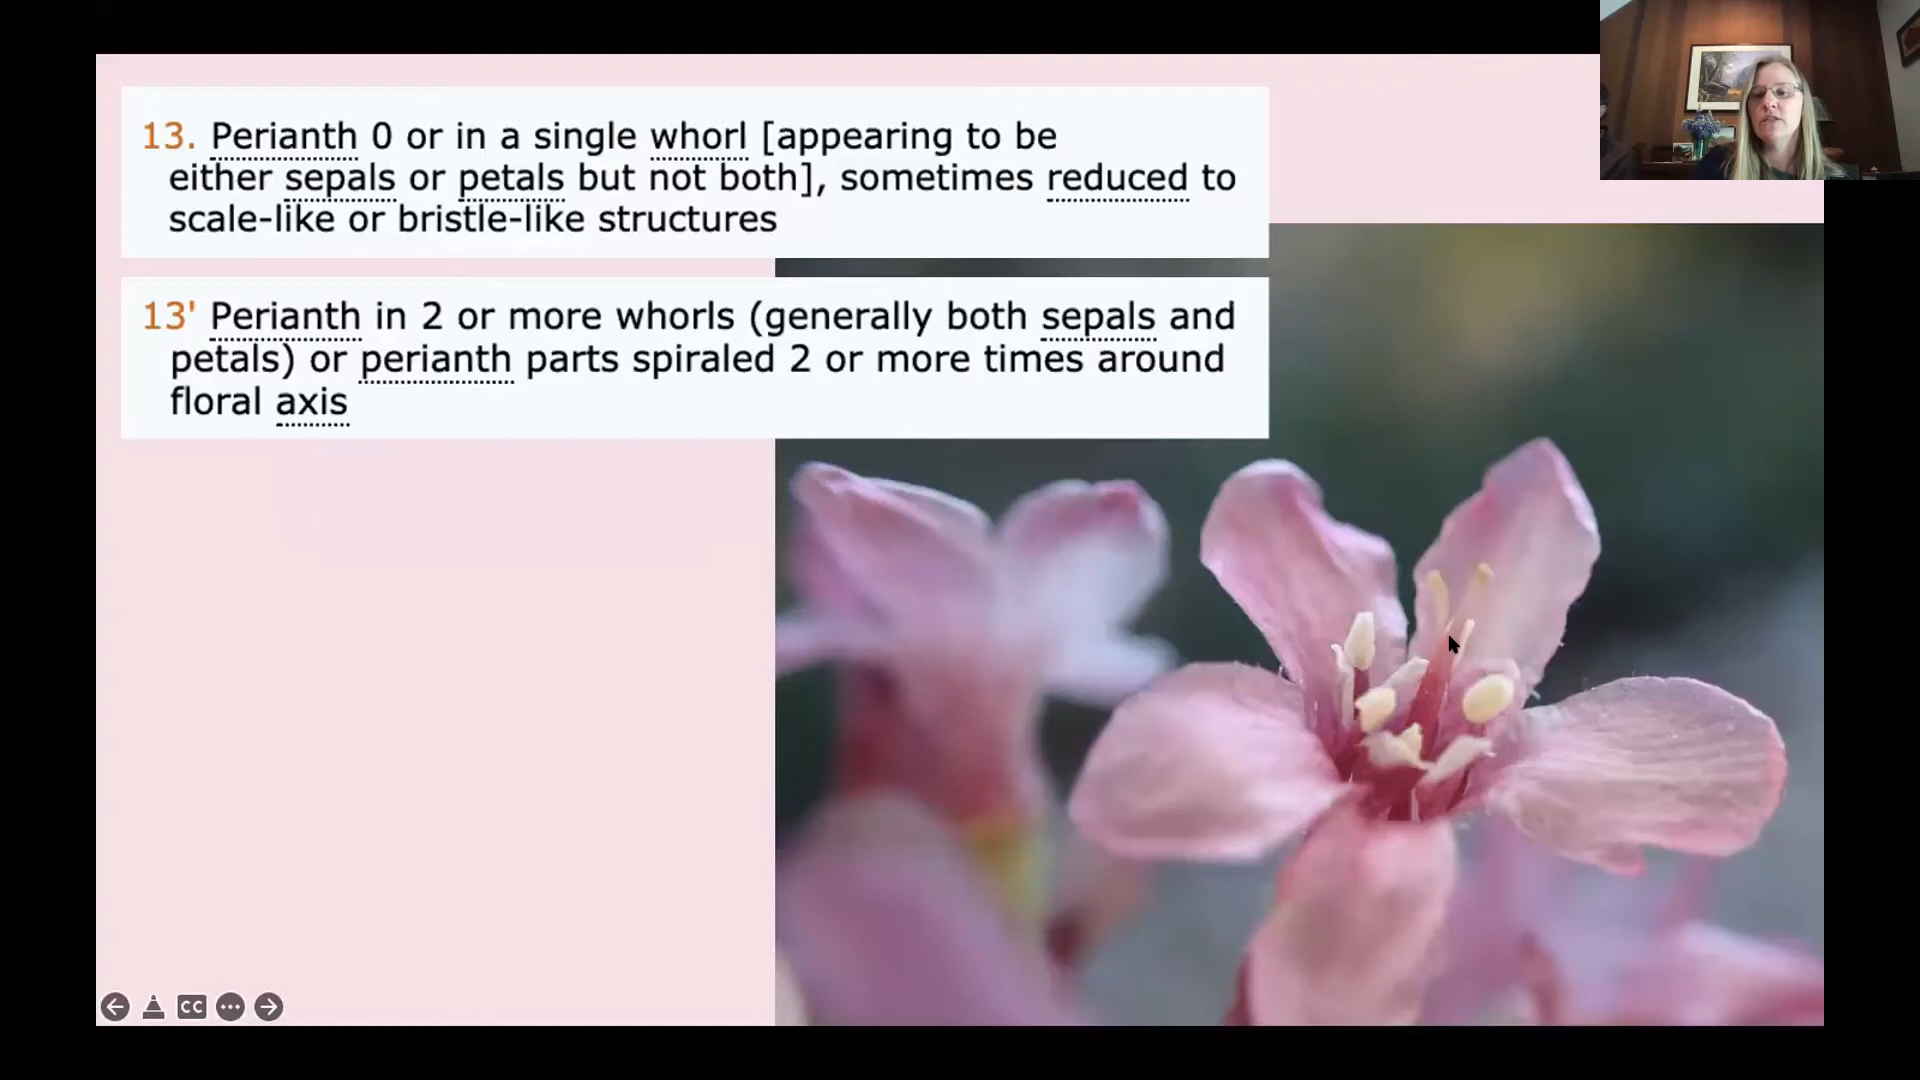 13. Perianth 0 or in a single whorl [appearing to be
either sepals or petals but not both], sometimes reduced to
scale-like or bristle-like structures
13' Perianth in 2 or more whorls (generally both sepals and
petals) or perianth parts spiraled 2 or more times around
floral axis
CC